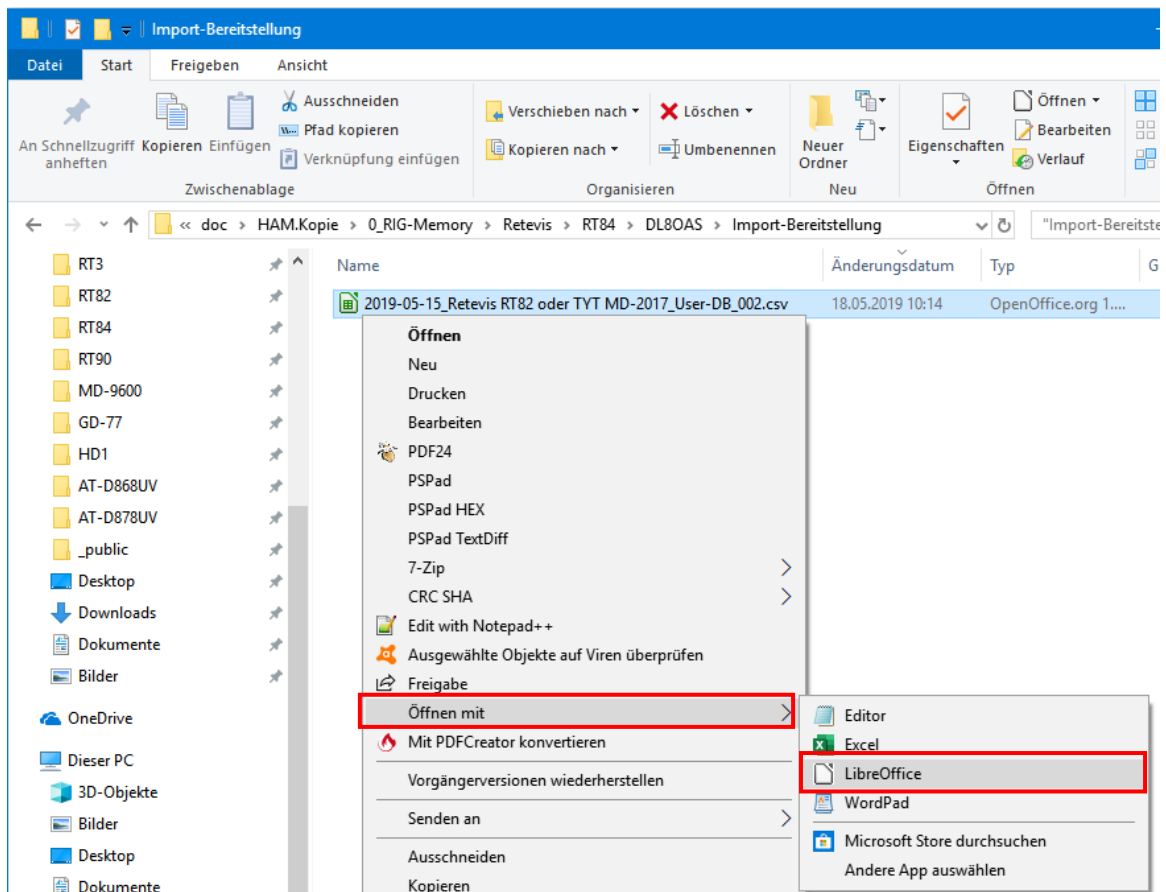 Import-Bereitstellung
Datei Start Freigeben Ansicht
An Schnellzugriff anheften
Kopieren
Einfügen
Ausschneiden
Pfad kopieren
Verknüpfung einfügen
Zwischenablage
Verschieben nach
Kopieren nach
Löschen
Umbenennen
Organisieren
Neuer Ordner
Neu
Eigenschaften
Öffnen
Bearbeiten
Verlauf
Öffnen
« doc > HAM.Kopie > 0_RIG-Memory > Retevis > RT84 > DL8OAS > Import-Bereitstellung
"Import-Bereitste
RT3
RT82
RT84
RT90
MD-9600
GD-77
HD1
AT-D868UV
AT-D878UV
_public
Desktop
Downloads
Dokumente
Bilder
OneDrive
Dieser PC
3D-Objekte
Bilder
Desktop
Dokumente
Name Änderungsdatum Typ G
2019-05-15_Retevis RT82 oder TYT MD-2017_User-DB_002.csv 18.05.2019 10:14 OpenOffice.org 1....
Öffnen
Neu
Drucken
Bearbeiten
PDF24
PSPad
PSPad HEX
PSPad TextDiff
7-Zip
CRC SHA
Edit with Notepad++
Ausgewählte Objekte auf Viren überprüfen
Freigabe
Öffnen mit
Mit PDFCreator konvertieren
Vorgängerversionen wiederherstellen
Senden an
Ausschneiden
Kopieren
Editor
Excel
LibreOffice
WordPad
Microsoft Store durchsuchen
Andere App auswählen